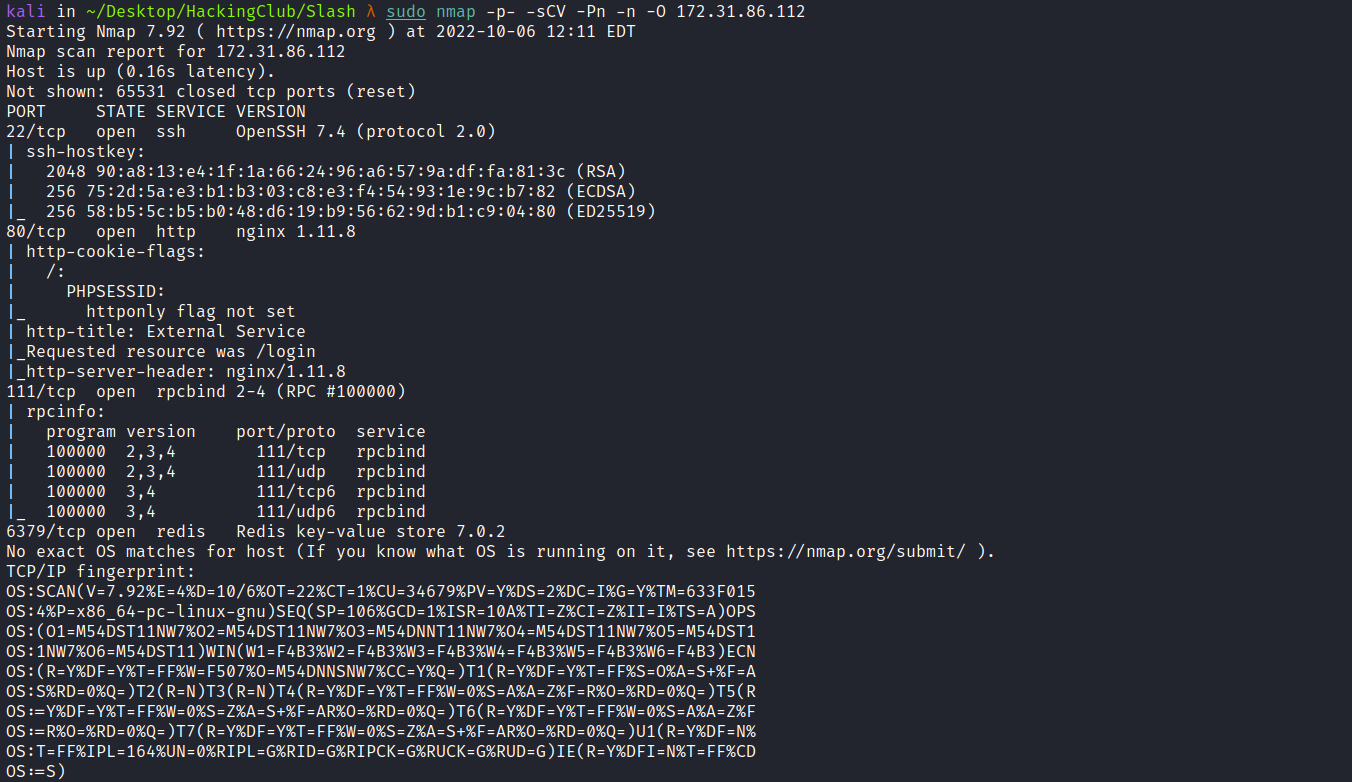 kali in ~/Desktop/HackingClub/Slash λ sudo nmap -p- -sCV -Pn -n -O 172.31.86.112
Starting Nmap 7.92 ( https://nmap.org ) at 2022-10-06 12:11 EDT
Nmap scan report for 172.31.86.112
Host is up (0.16s latency).
Not shown: 65531 closed tcp ports (reset)
PORT     STATE SERVICE VERSION
22/tcp   open  ssh     OpenSSH 7.4 (protocol 2.0)
| ssh-hostkey:
|   2048 90:a8:13:e4:1f:1a:66:24:96:a6:57:9a:df:fa:81:3c (RSA)
|   256 75:2d:5a:e3:b1:b3:03:c8:e3:f4:54:93:1e:9c:b7:82 (ECDSA)
|_  256 58:b5:5c:b5:b0:48:d6:19:b9:56:62:9d:b1:c9:04:80 (ED25519)
80/tcp   open  http    nginx 1.11.8
| http-cookie-flags:
|   /:
|     PHPSESSID:
|_      httponly flag not set
| http-title: External Service
|_Requested resource was /login
|_http-server-header: nginx/1.11.8
111/tcp  open  rpcbind 2-4 (RPC #100000)
| rpcinfo:
|   program version    port/proto  service
|   100000  2,3,4        111/tcp   rpcbind
|   100000  2,3,4        111/udp   rpcbind
|   100000  3,4          111/tcp6  rpcbind
|_  100000  3,4          111/udp6  rpcbind
6379/tcp open  redis   Redis key-value store 7.0.2
No exact OS matches for host (If you know what OS is running on it, see https://nmap.org/submit/ ).
TCP/IP fingerprint:
OS:SCAN(V=7.92%E=4%D=10/6%OT=22%CT=1%CU=34679%PV=Y%DS=2%DC=I%G=Y%TM=633F015
OS:4%P=x86_64-pc-linux-gnu)SEQ(SP=106%GCD=1%ISR=10A%TI=Z%CI=Z%II=I%TS=A)OPS
OS:(O1=M54DST11NW7%O2=M54DST11NW7%O3=M54DNNT11NW7%O4=M54DST11NW7%O5=M54DST1
OS:1NW7%O6=M54DST11)WIN(W1=F4B3%W2=F4B3%W3=F4B3%W4=F4B3%W5=F4B3%W6=F4B3)ECN
OS:(R=Y%DF=Y%T=FF%W=F507%O=M54DNNSNW7%CC=Y%Q=)T1(R=Y%DF=Y%T=FF%S=O%A=S+%F=A
OS:S%RD=0%Q=)T2(R=N)T3(R=N)T4(R=Y%DF=Y%T=FF%W=0%S=A%A=Z%F=R%O=%RD=0%Q=)T5(R
OS:=Y%DF=Y%T=FF%W=0%S=Z%A=S+%F=AR%O=%RD=0%Q=)T6(R=Y%DF=Y%T=FF%W=0%S=A%A=Z%F
OS:=R%O=%RD=0%Q=)T7(R=Y%DF=Y%T=FF%W=0%S=Z%A=S+%F=AR%O=%RD=0%Q=)U1(R=Y%DF=N%
OS:T=FF%IPL=164%UN=0%RIPL=G%RID=G%RIPCK=G%RUCK=G%RUD=G)IE(R=Y%DFI=N%T=FF%CD
OS:=S)